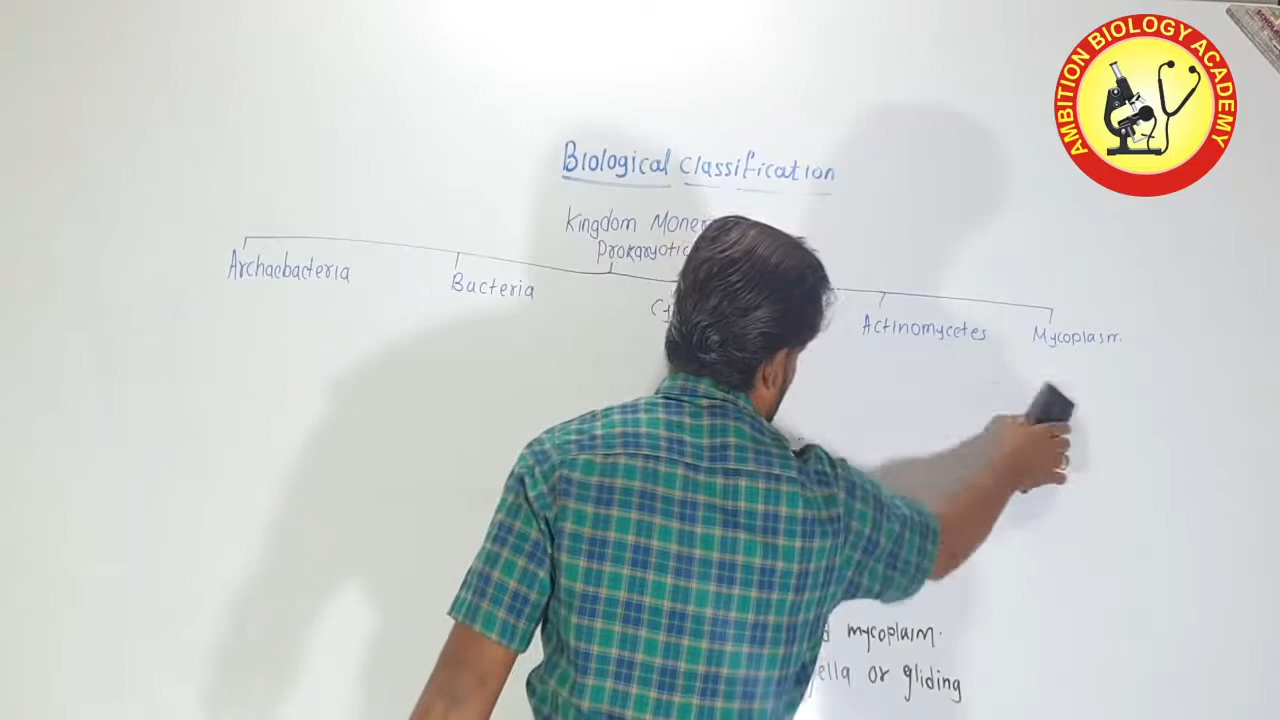 AMBITION BIOLOGY ACADEMY
Biological Classification
Kingdom Moner
Prokaryotic
Archaebacteria
Bacteria
Actinomycetes
Mycoplasm.
mycoplasm.
ella or gliding